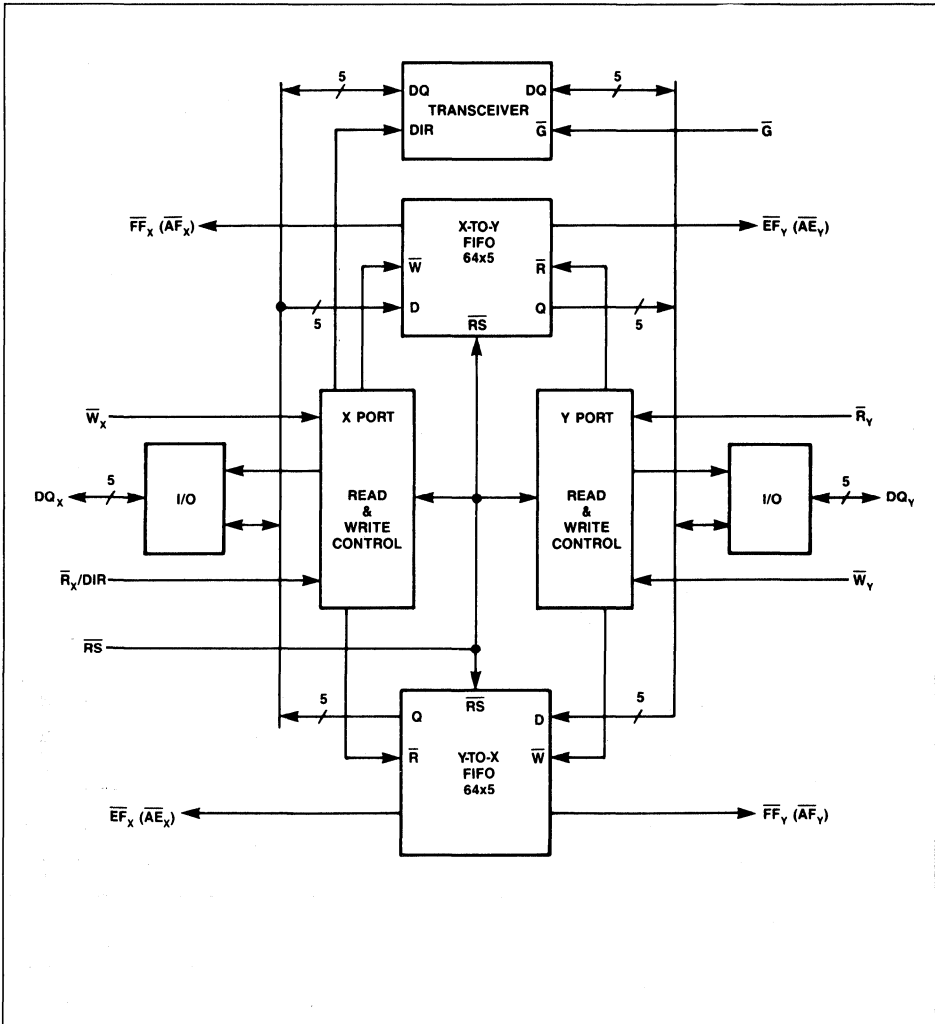 5 5
DQ DQ
TRANSCEIVER
DIR G̅ G̅
F̅F̅X (A̅F̅X) X-TO-Y E̅F̅Y (A̅E̅Y)
FIFO
64x5
W̅ R̅
D Q
5 5
R̅S̅
W̅X X PORT Y PORT R̅Y
5 5
DQX I/O READ READ I/O DQY
& &
WRITE WRITE
CONTROL CONTROL
R̅X/DIR W̅Y
R̅S̅
5 R̅S̅ 5
Q D
R̅ Y-TO-X W̅
FIFO
64x5
E̅F̅X (A̅E̅X) F̅F̅Y (A̅F̅Y)